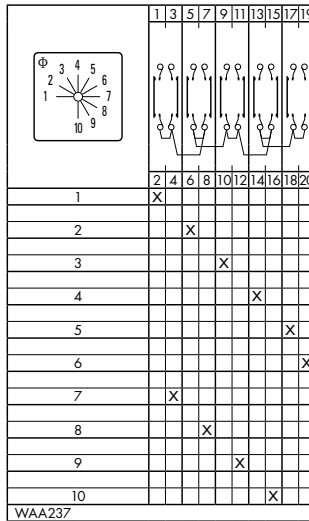 1 3 5 7 9 11 13 15 17 19
Φ
1 2 3 4 5 6 7 8 9 10
2 4 6 8 10 12 14 16 18 20
1 X
2 X
3 X
4 X
5 X
6 X
7 X
8 X
9 X
10 X
WAA237